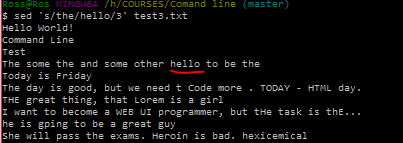 Ross@Ros MINGW64 /h/COURSES/Comand line (master)
$ sed 's/the/hello/3' test3.txt
Hello World!
Command Line
Test
The some the and some other hello to be the
Today is Friday
The day is good, but we need t Code more . TODAY - HTML day.
THE great thing, that Lorem is a girl
I want to become a WEB UI programmer, but tHe task is thE...
he is gping to be a great guy
She will pass the exams. Heroin is bad. hexicemical